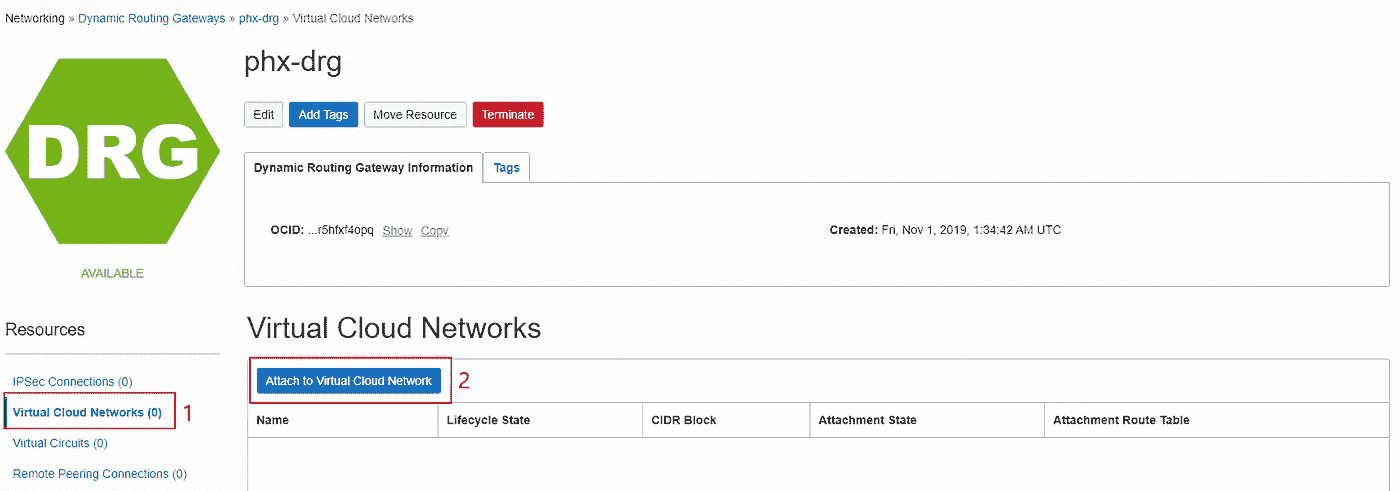 Networking » Dynamic Routing Gateways » phx-drg » Virtual Cloud Networks
DRG
AVAILABLE
phx-drg
Edit Add Tags Move Resource Terminate
Dynamic Routing Gateway Information Tags
OCID: ...r5hfxf4opq Show Copy Created: Fri, Nov 1, 2019, 1:34:42 AM UTC
Resources
IPSec Connections (0)
Virtual Cloud Networks (0) 1
Virtual Circuits (0)
Remote Peering Connections (0)
Virtual Cloud Networks
Attach to Virtual Cloud Network 2
Name Lifecycle State CIDR Block Attachment State Attachment Route Table